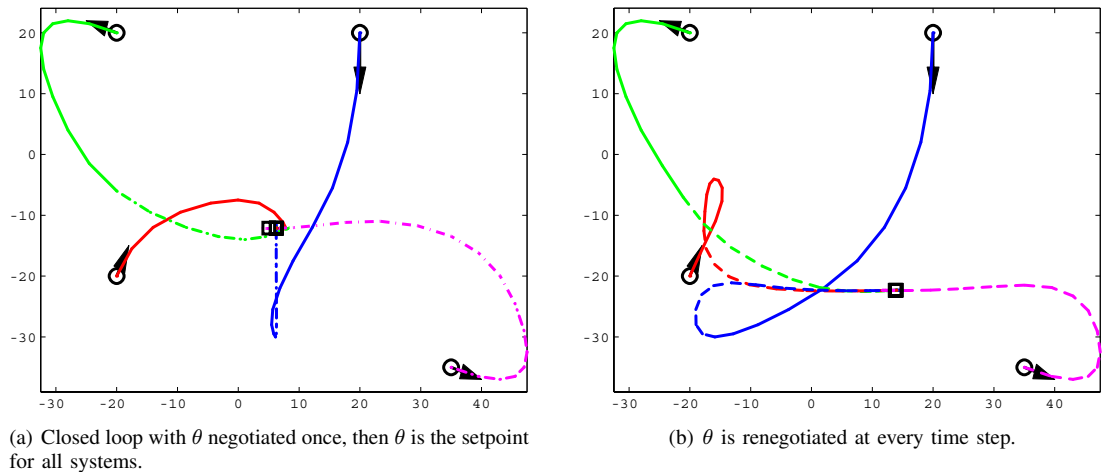 20
10
0
−10
−20
−30
−30 −20 −10 0 10 20 30 40
(a) Closed loop with θ negotiated once, then θ is the setpoint
for all systems.
20
10
0
−10
−20
−30
−30 −20 −10 0 10 20 30 40
(b) θ is renegotiated at every time step.